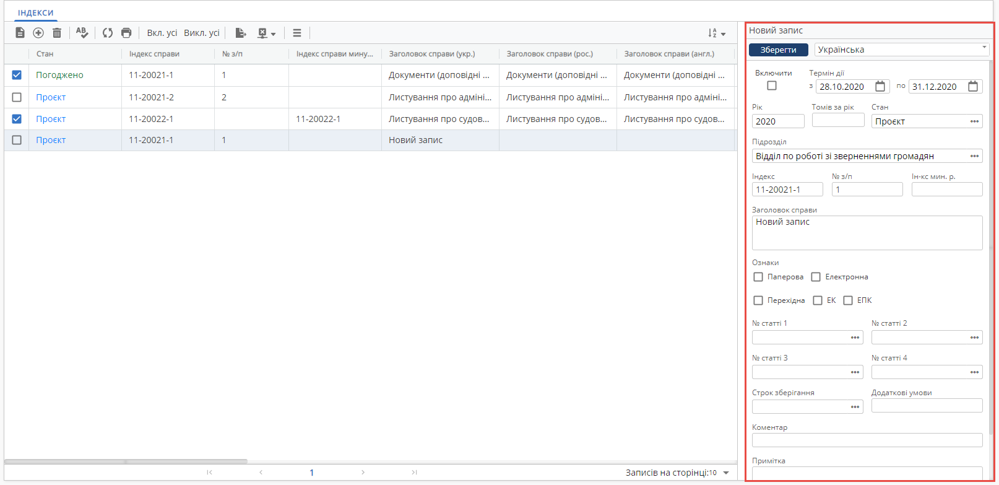 ІНДЕКСИ
AB Вкл. усі Викл. усі A Z
Стан Індекс справи № з/п Індекс справи мину... Заголовок справи (укр.) Заголовок справи (рос.) Заголовок справи (англ.)
Погоджено 11-20021-1 1 Документи (доповідні ... Документи (доповідні ... Документи (доповідні ...
Проєкт 11-20021-2 2 Листування про адміні... Листування про адміні... Листування про адміні...
Проєкт 11-20022-1 11-20022-1 Листування про судов... Листування про судов... Листування про судов...
Проєкт 11-20021-1 1 Новий запис
1 Записів на сторінці:10
Новий запис
Зберегти Українська
Включити Термін дії
з 28.10.2020 по 31.12.2020
Рік Томів за рік Стан
2020 Проєкт
Підрозділ
Відділ по роботі зі зверненнями громадян
Індекс № з/п Ін-кс мин. р.
11-20021-1 1
Заголовок справи
Новий запис
Ознаки
Паперова Електронна
Перехідна ЕК ЕПК
№ статті 1 № статті 2
№ статті 3 № статті 4
Строк зберігання Додаткові умови
Коментар
Примітка